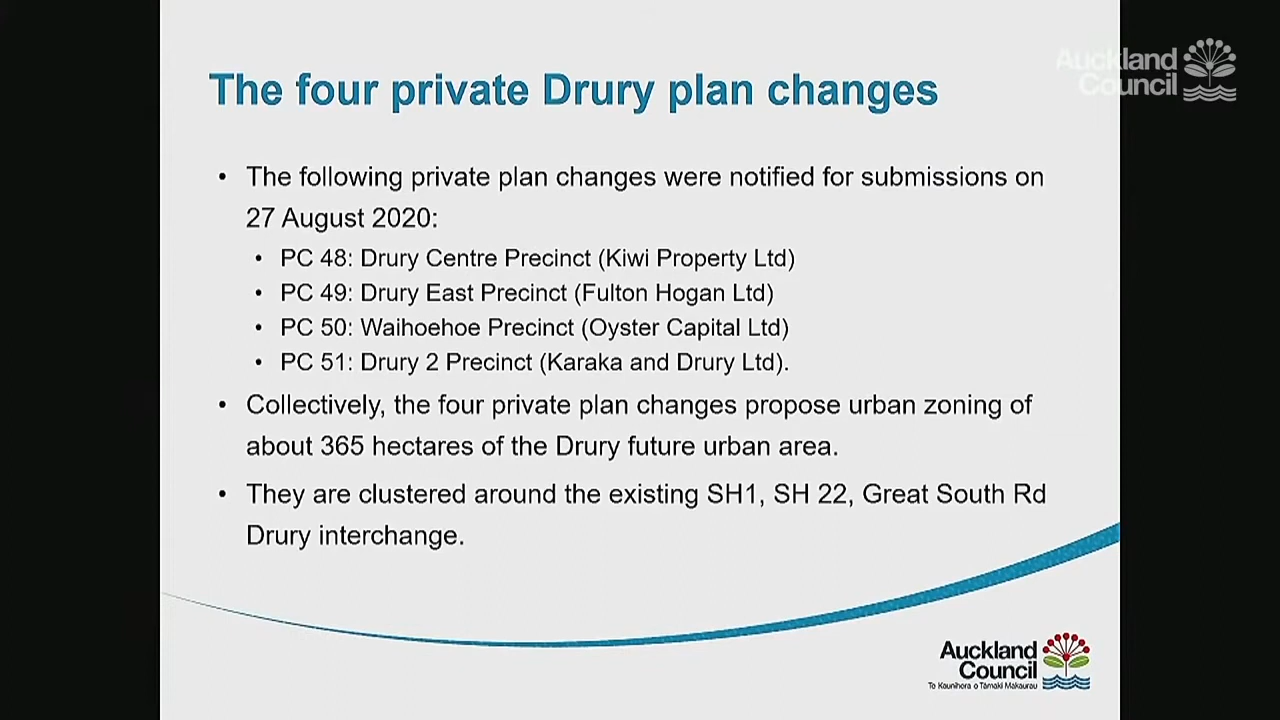 Auckland
Council
The four private Drury plan changes
• The following private plan changes were notified for submissions on
27 August 2020:
• PC 48: Drury Centre Precinct (Kiwi Property Ltd)
• PC 49: Drury East Precinct (Fulton Hogan Ltd)
• PC 50: Waihoehoe Precinct (Oyster Capital Ltd)
• PC 51: Drury 2 Precinct (Karaka and Drury Ltd).
• Collectively, the four private plan changes propose urban zoning of
about 365 hectares of the Drury future urban area.
• They are clustered around the existing SH1, SH 22, Great South Rd
Drury interchange.
Auckland
Council
Te Kaunihera o Tāmaki Makaurau